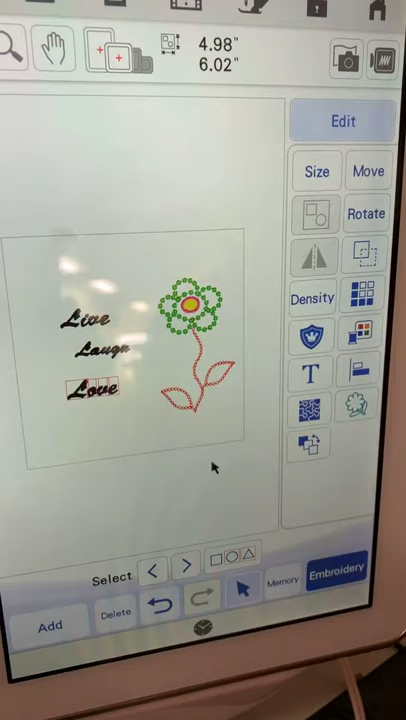 4.98"
6.02"
Edit
Size Move
Rotate
Density
T
Live
Laugh
Love
Select
Add Delete Memory Embroidery